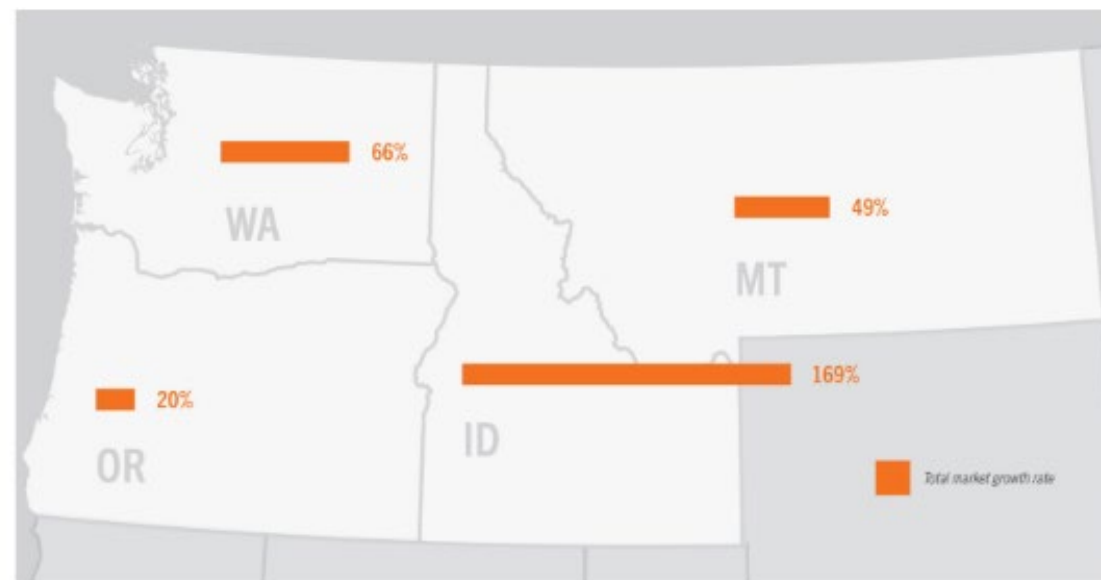 66%
WA
49%
MT
169%
20%
ID
OR
Total market growth rate